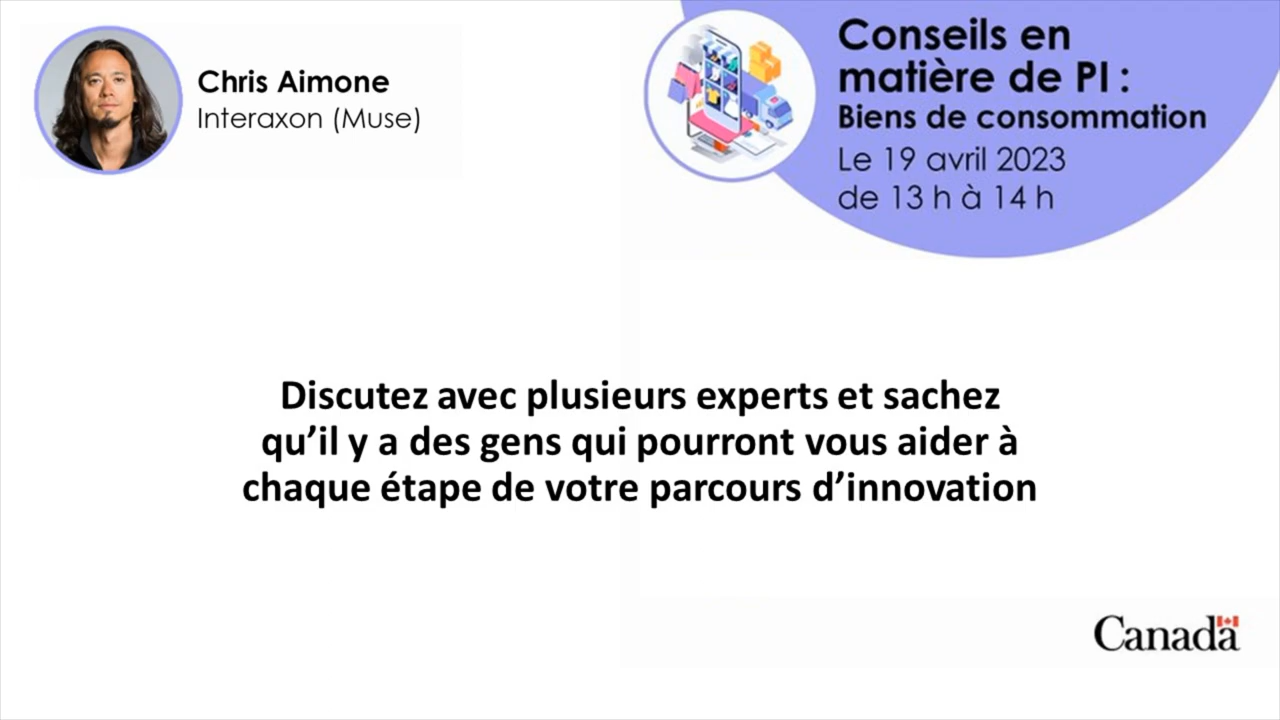 Chris Aimone
Interaxon (Muse)
Conseils en
matière de PI :
Biens de consommation
Le 19 avril 2023
de 13 h à 14 h
Discutez avec plusieurs experts et sachez
qu’il y a des gens qui pourront vous aider à
chaque étape de votre parcours d’innovation
Canada